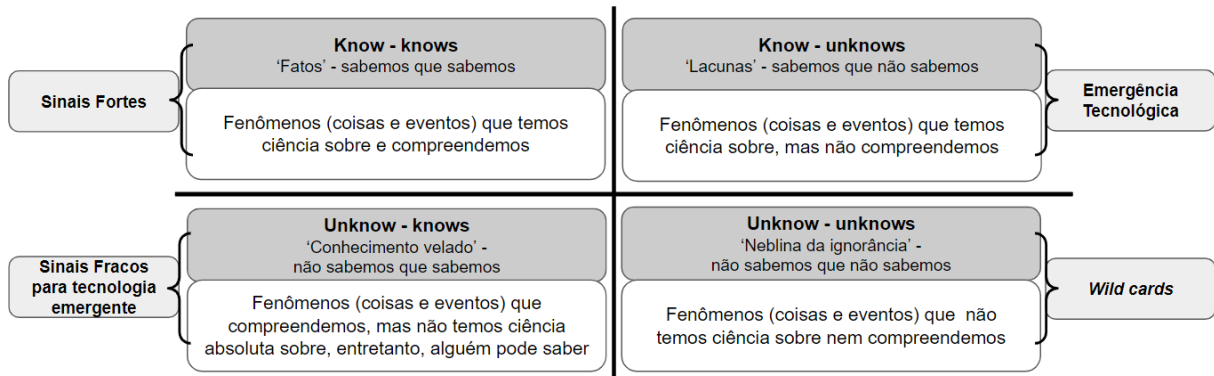 Sinais Fortes
Know - knows
‘Fatos’ - sabemos que sabemos
Fenômenos (coisas e eventos) que temos
ciência sobre e compreendemos
Know - unknows
‘Lacunas’ - sabemos que não sabemos
Fenômenos (coisas e eventos) que temos
ciência sobre, mas não compreendemos
Emergência
Tecnológica
Sinais Fracos
para tecnologia
emergente
Unknow - knows
‘Conhecimento velado’ -
não sabemos que sabemos
Fenômenos (coisas e eventos) que
compreendemos, mas não temos ciência
absoluta sobre, entretanto, alguém pode saber
Unknow - unknows
‘Neblina da ignorância’ -
não sabemos que não sabemos
Fenômenos (coisas e eventos) que não
temos ciência sobre nem compreendemos
Wild cards